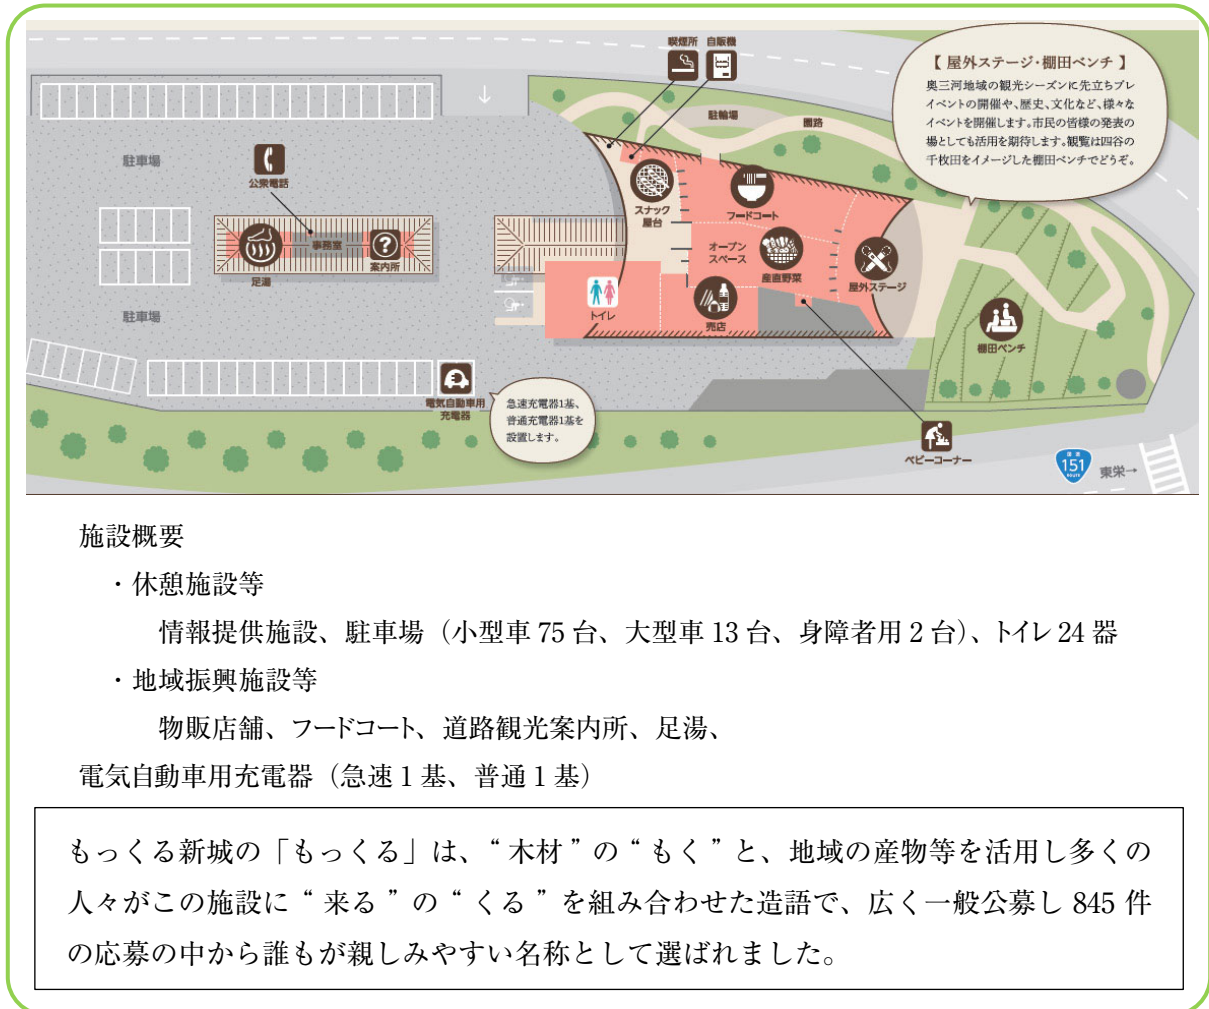 喫煙所 自販機
【 屋外ステージ・棚田ベンチ 】
奥三河地域の観光シーズンに先立ちプレ
イベントの開催や、歴史、文化など、様々な
イベントを開催します。市民の皆様の発表の
場としても活用を期待します。観覧は四谷の
千枚田をイメージした棚田ベンチでどうぞ。
駐輪場
園路
駐車場
公衆電話
スナック
屋台
フードコート
事務室
案内所
足湯
オープン
スペース
産直野菜
屋外ステージ
トイレ
売店
駐車場
棚田ベンチ
電気自動車用
充電器
急速充電器1基、
普通充電器1基を
設置します。
ベビーコーナー
国道
151
ROUTE
東栄→
施設概要
・休憩施設等
情報提供施設、駐車場（小型車 75 台、大型車 13 台、身障者用 2 台）、トイレ 24 器
・地域振興施設等
物販店舗、フードコート、道路観光案内所、足湯、
電気自動車用充電器（急速 1 基、普通 1 基）
もっくる新城の「もっくる」は、“ 木材 ” の “ もく ” と、地域の産物等を活用し多くの
人々がこの施設に “ 来る ” の “ くる ” を組み合わせた造語で、広く一般公募し 845 件
の応募の中から誰もが親しみやすい名称として選ばれました。